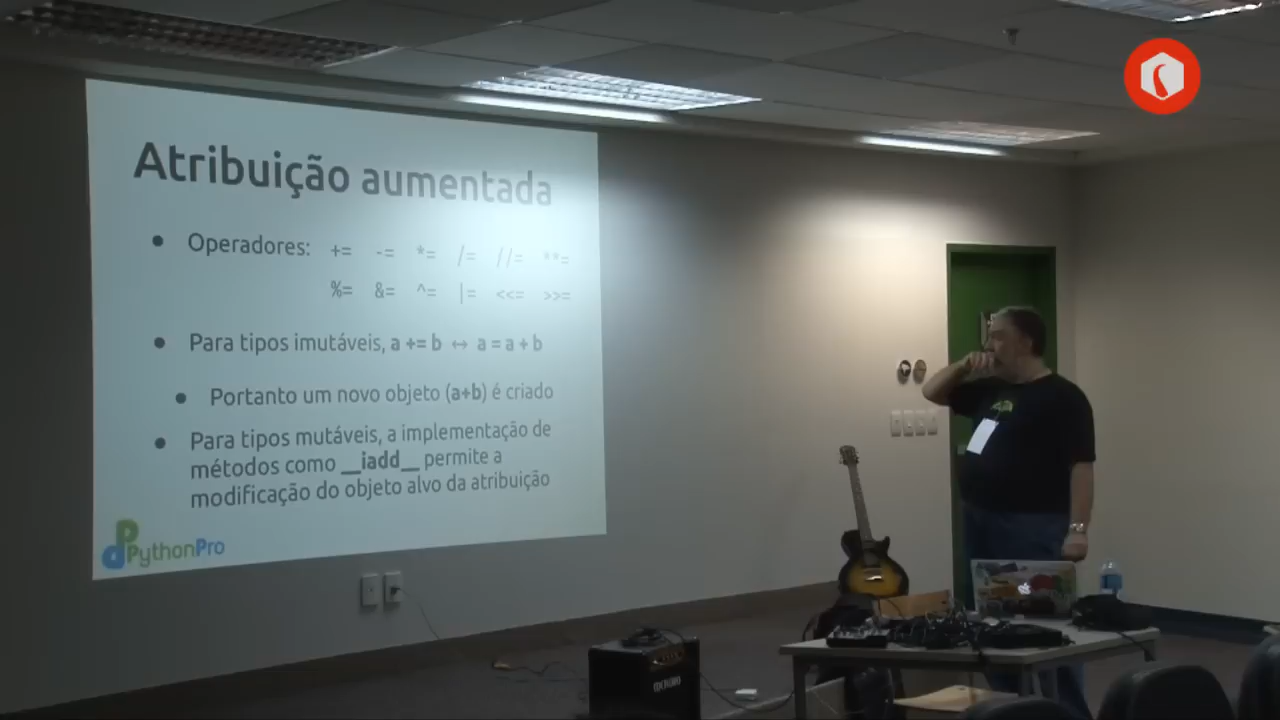 Atribuição aumentada
• Operadores: += -= *= /= //= **=
%= &= ^= |= <<= >>=
• Para tipos imutáveis, a += b ↔ a = a + b
• Portanto um novo objeto (a+b) é criado
• Para tipos mutáveis, a implementação de
métodos como __iadd__ permite a
modificação do objeto alvo da atribuição
PythonPro